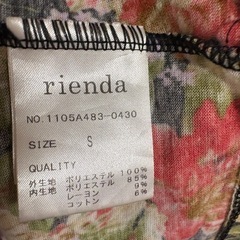 rienda
NO.1105A483-0430
SIZE S
QUALITY
外生地 ポリエステル 100%
内生地 ポリエステル 85%
レーヨン 9%
コットン 6%